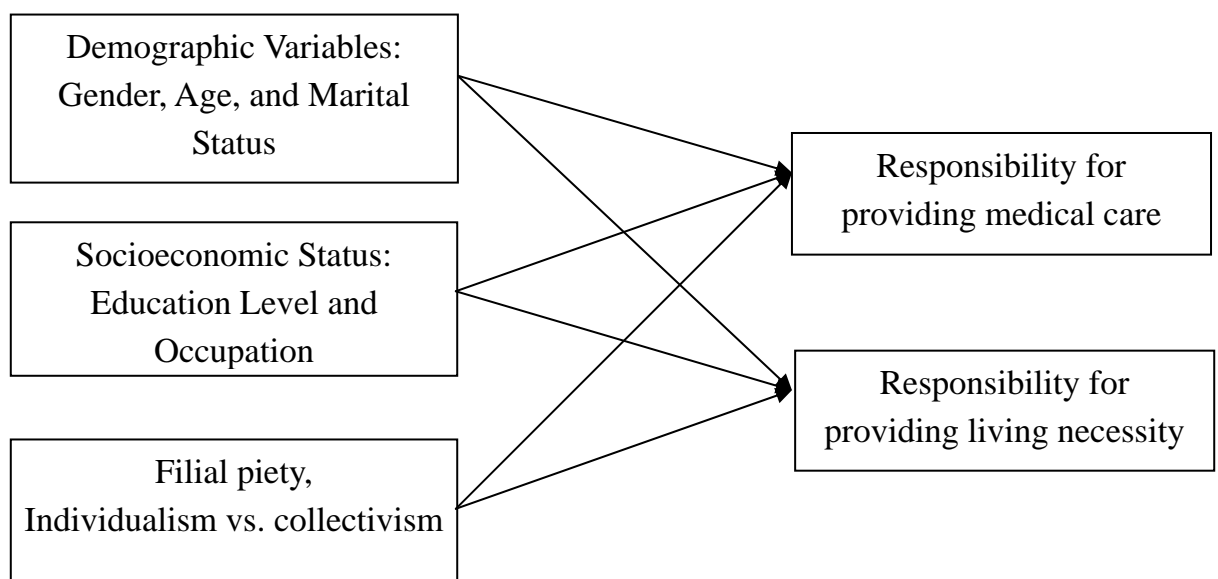 Demographic Variables:
Gender, Age, and Marital
Status
Socioeconomic Status:
Education Level and
Occupation
Filial piety,
Individualism vs. collectivism
Responsibility for
providing medical care
Responsibility for
providing living necessity